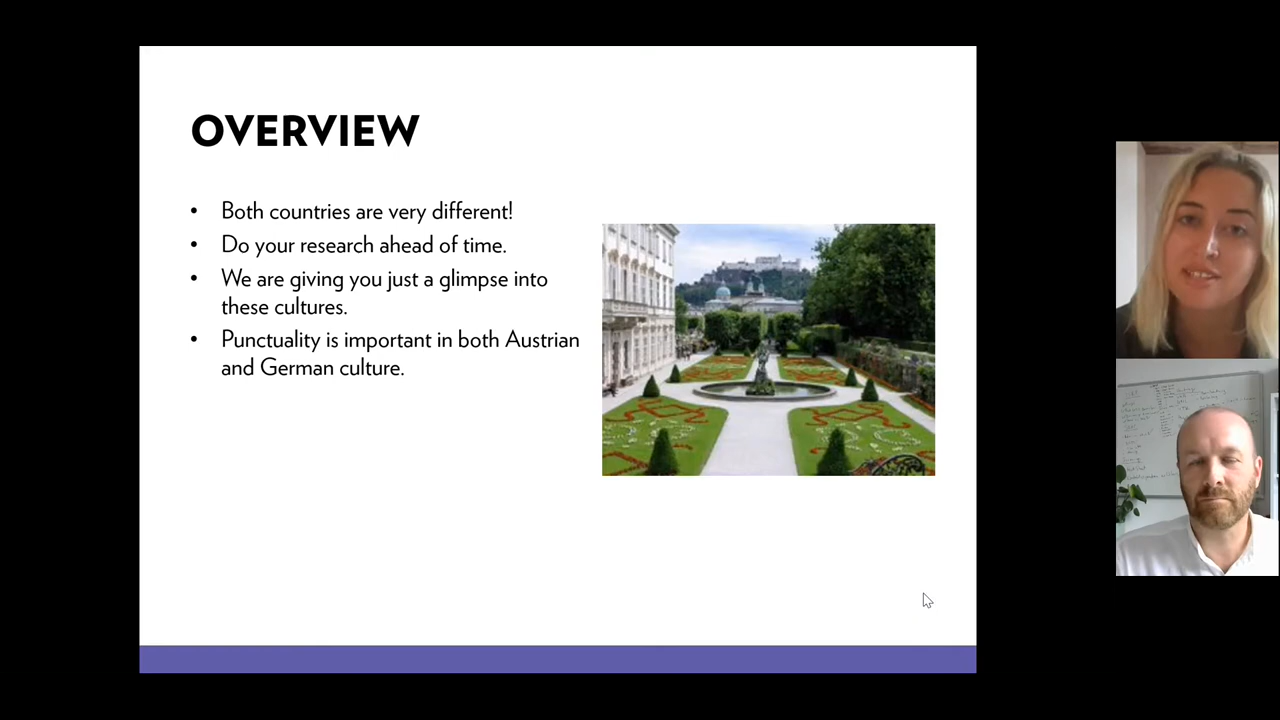 OVERVIEW
• Both countries are very different!
• Do your research ahead of time.
• We are giving you just a glimpse into
these cultures.
• Punctuality is important in both Austrian
and German culture.